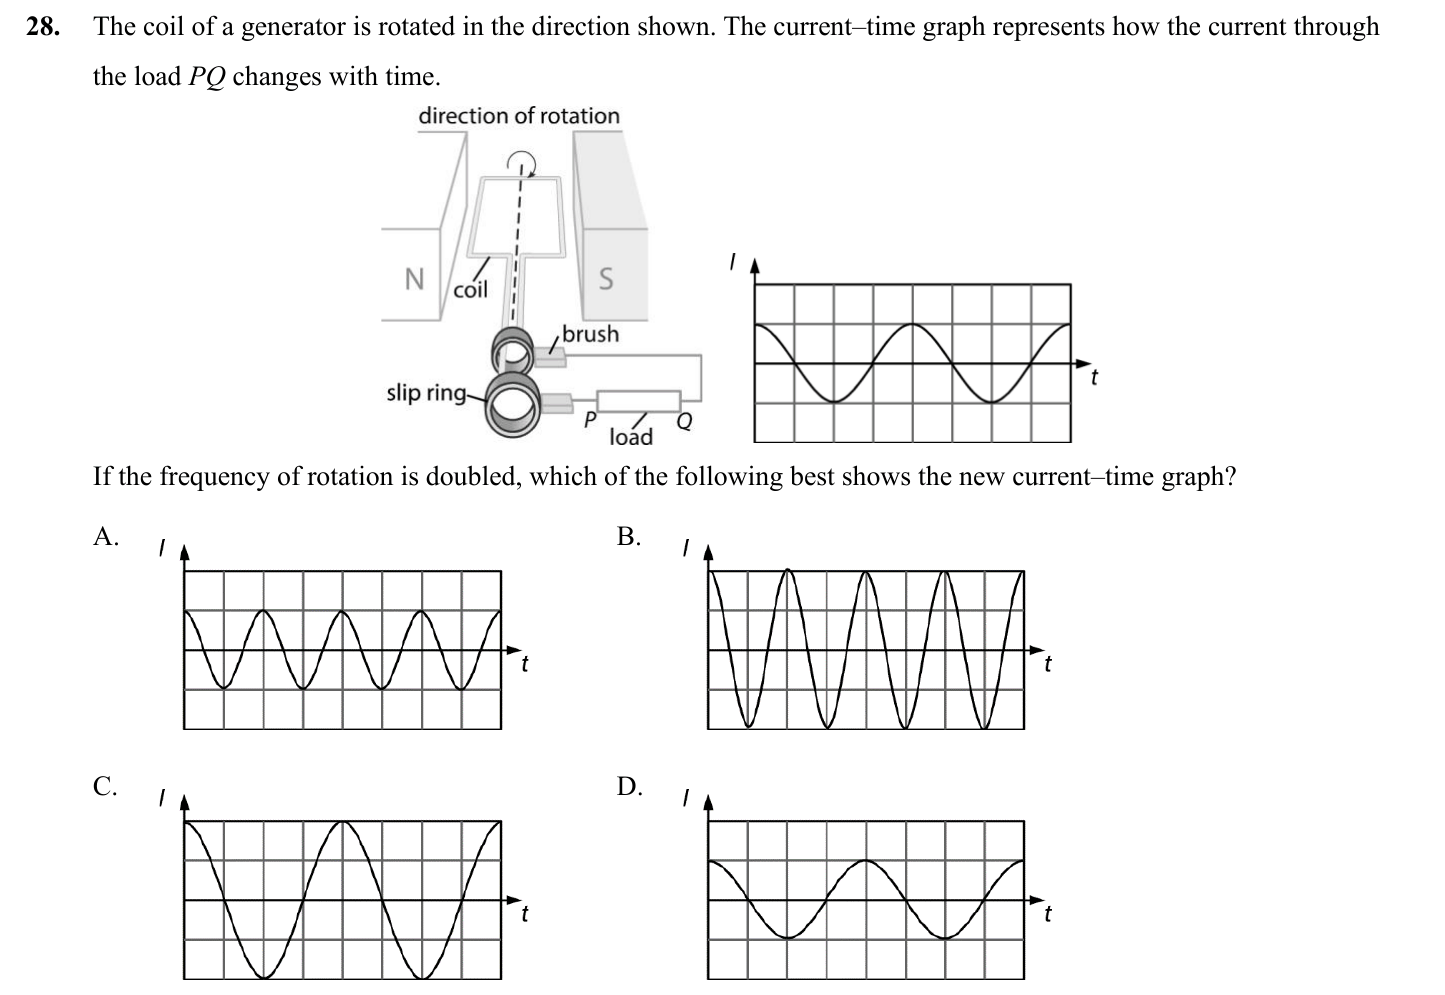 28. The coil of a generator is rotated in the direction shown. The current–time graph represents how the current through
the load PQ changes with time.
direction of rotation
N
coil
S
brush
slip ring
P
Q
load
I
t
If the frequency of rotation is doubled, which of the following best shows the new current–time graph?
A.
I
t
B.
I
t
C.
I
t
D.
I
t